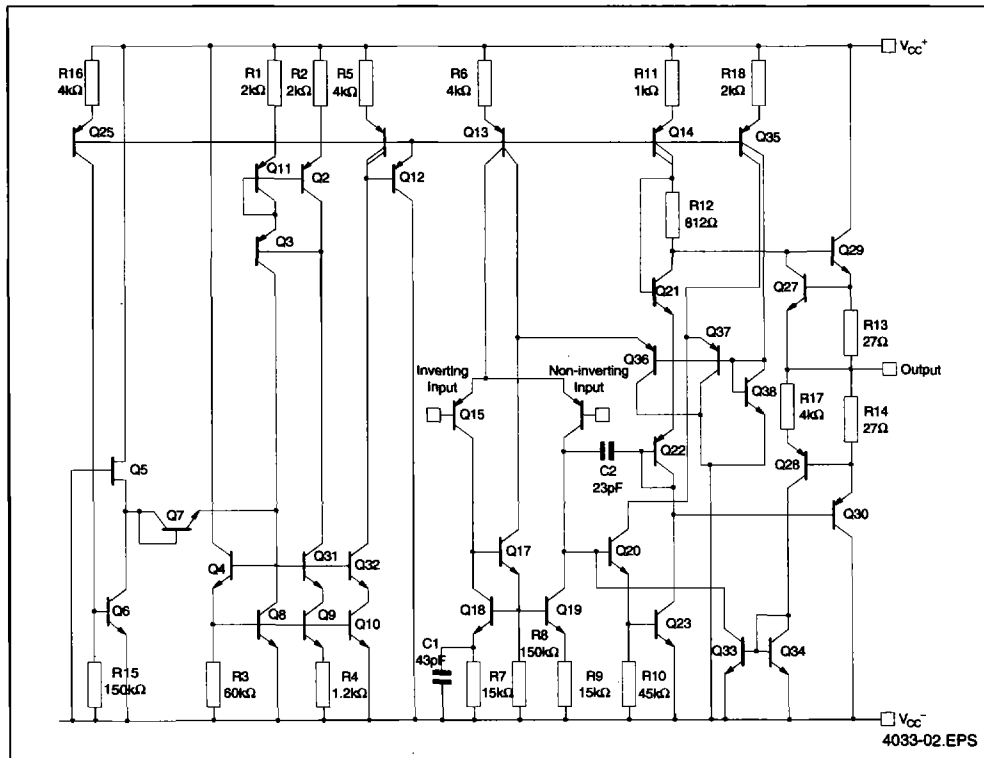 VCC+
R16
4kΩ
R1
2kΩ
R2
2kΩ
R5
4kΩ
R6
4kΩ
R11
1kΩ
R18
2kΩ
Q25
Q13
Q14
Q35
Q11
Q2
Q12
R12
612Ω
Q3
Q29
Q27
Q21
R13
27Ω
Q37
Q36
Inverting
Input
Non-inverting
Input
Output
Q38
R17
4kΩ
R14
27Ω
Q15
Q22
C2
23pF
Q28
Q5
Q7
Q30
Q4
Q31
Q32
Q17
Q20
Q6
Q8
Q9
Q10
Q18
Q19
Q23
Q33
Q34
C1
43pF
R8
150kΩ
R15
150kΩ
R3
60kΩ
R4
1.2kΩ
R7
15kΩ
R9
15kΩ
R10
45kΩ
VCC-
4033-02.EPS